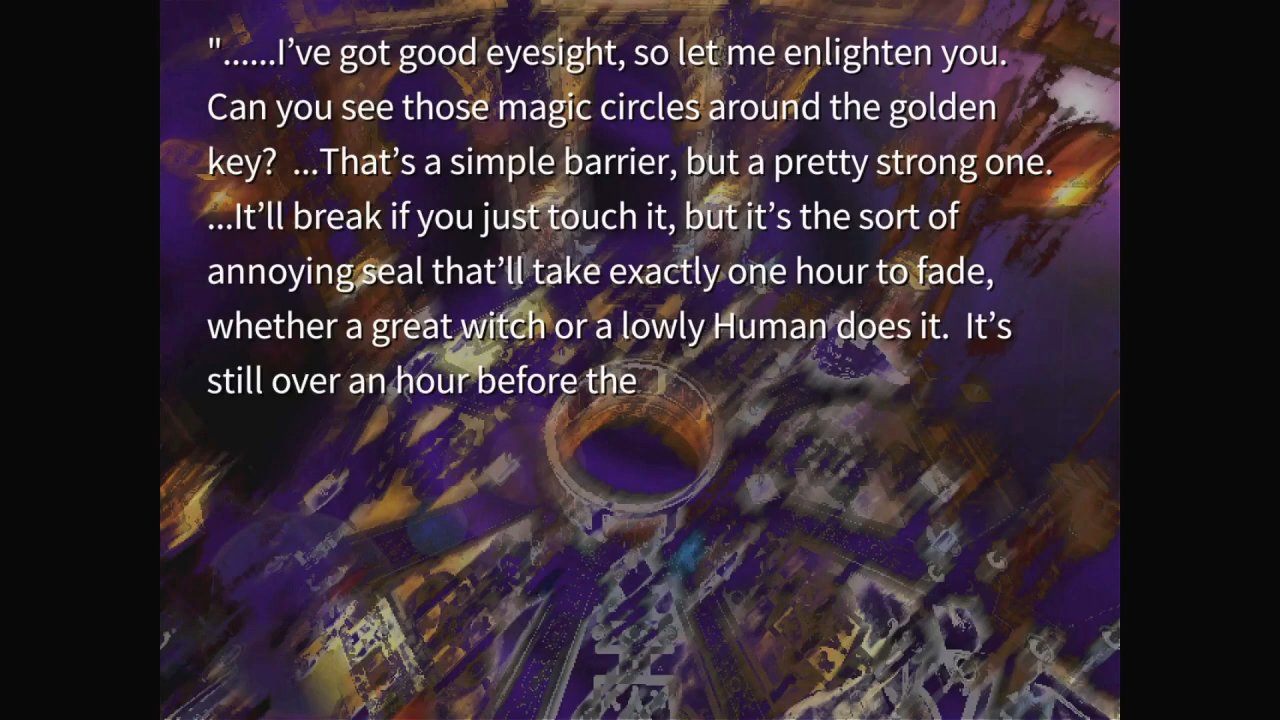 "......I’ve got good eyesight, so let me enlighten you.
Can you see those magic circles around the golden
key?  ...That’s a simple barrier, but a pretty strong one.
...It’ll break if you just touch it, but it’s the sort of
annoying seal that’ll take exactly one hour to fade,
whether a great witch or a lowly Human does it.  It’s
still over an hour before the